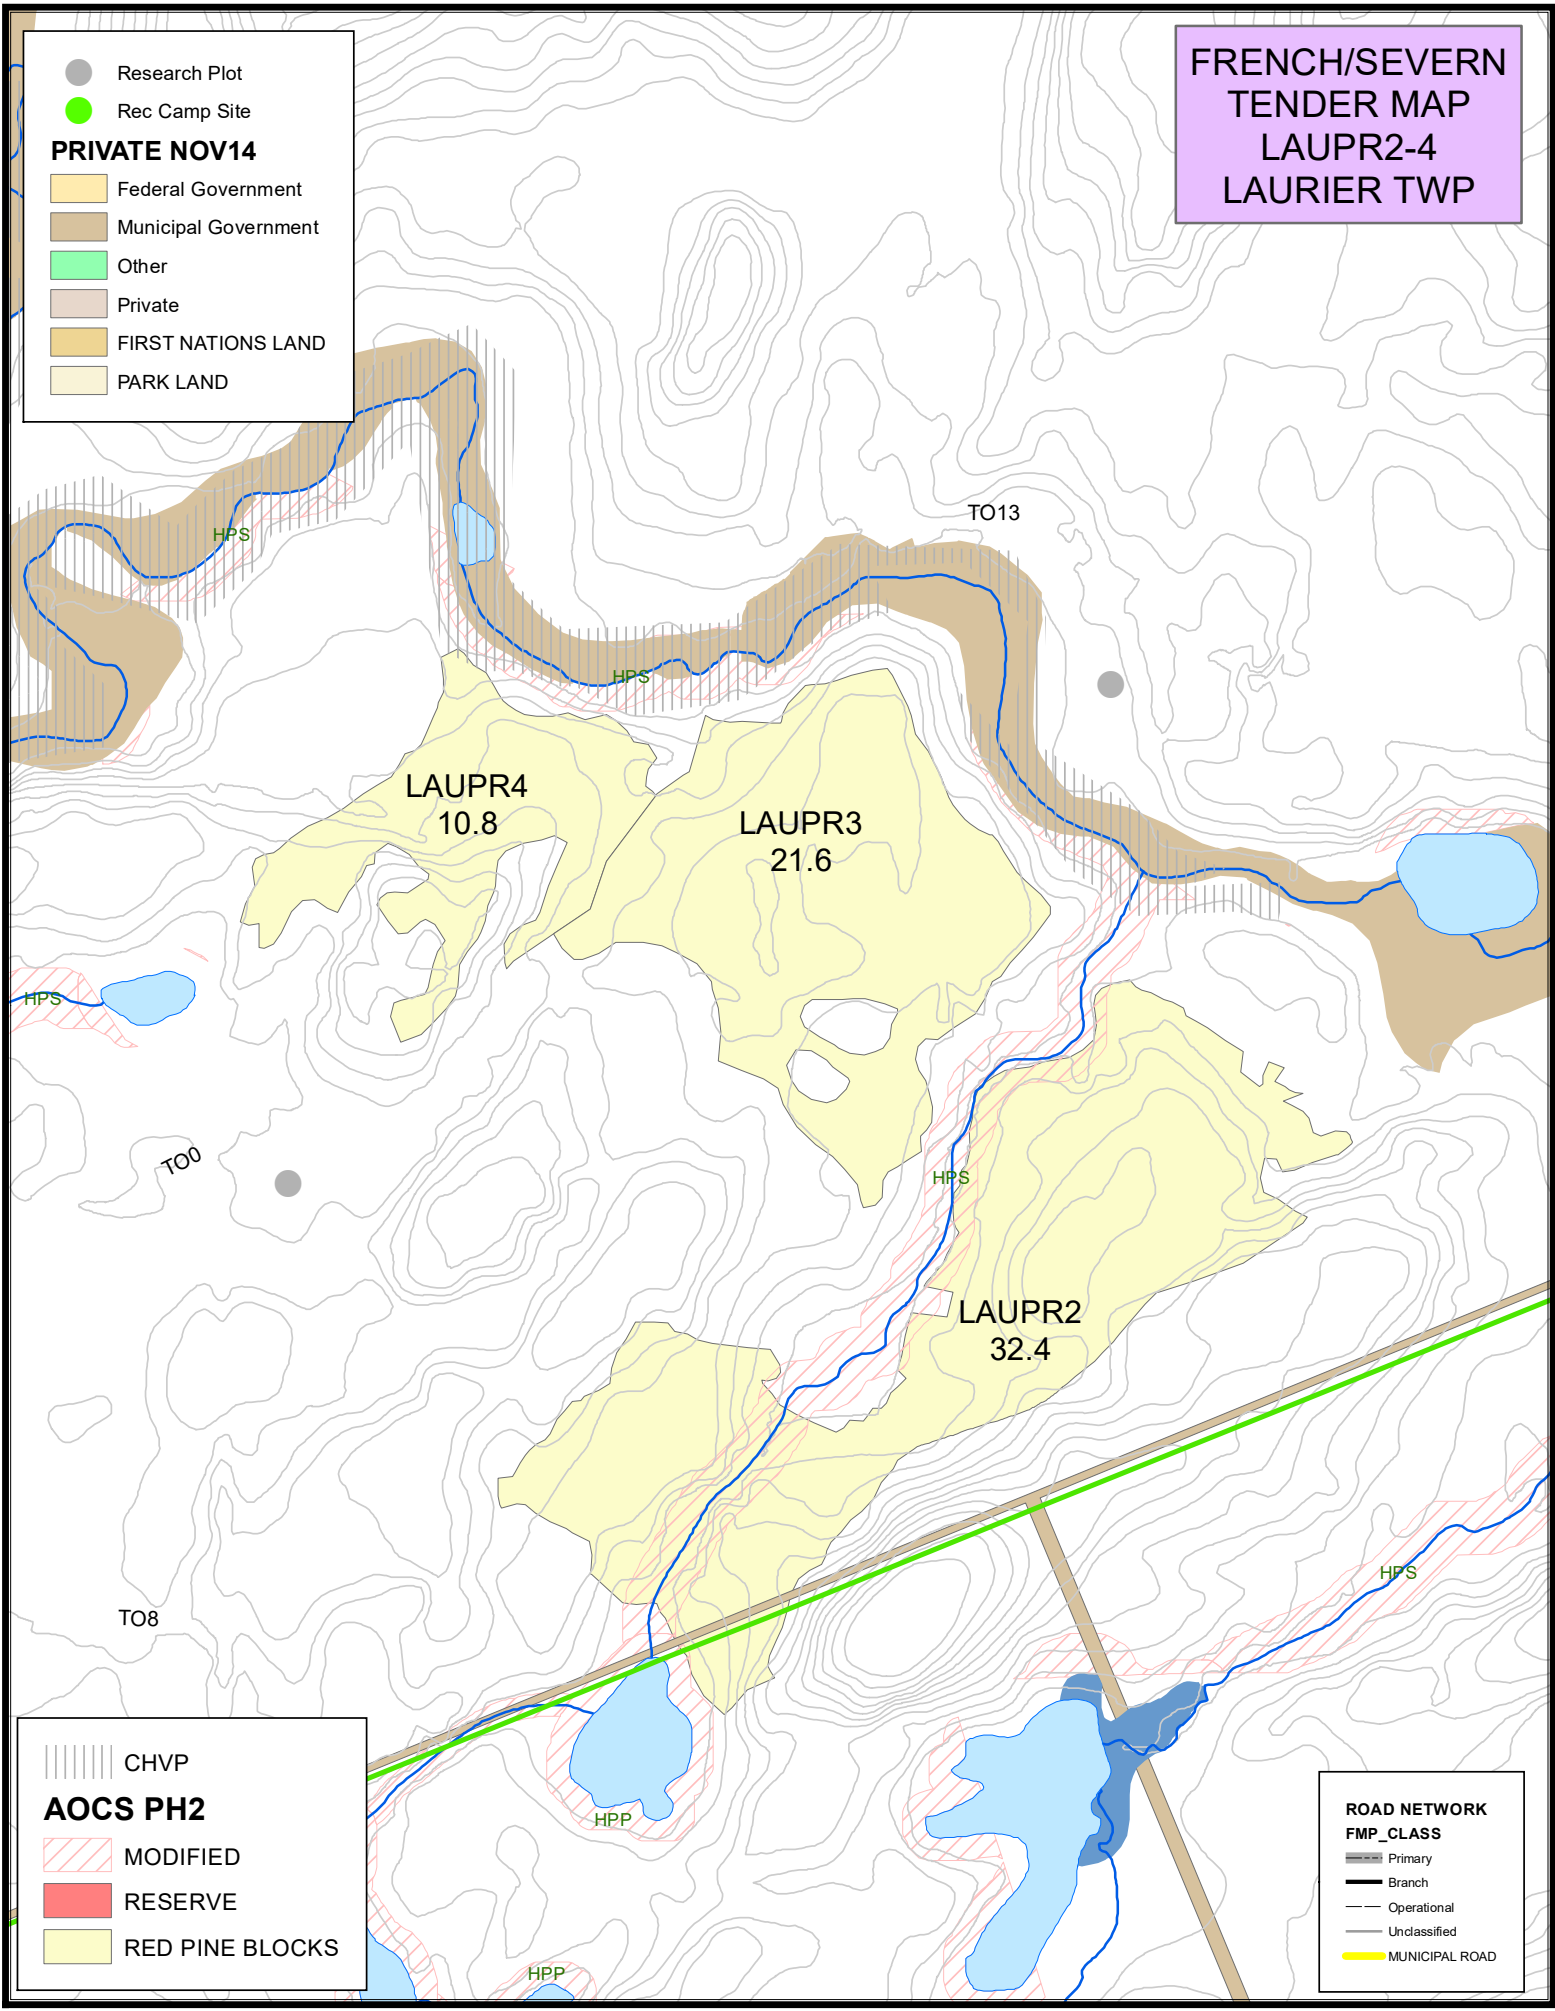 Research Plot
Rec Camp Site
PRIVATE NOV14
Federal Government
Municipal Government
Other
Private
FIRST NATIONS LAND
PARK LAND
FRENCH/SEVERN
TENDER MAP
LAUPR2-4
LAURIER TWP
TO13
HPS
HPS
LAUPR4
10.8
LAUPR3
21.6
HPS
TO0
HPS
LAUPR2
32.4
HPS
TO8
HPP
HPP
CHVP
AOCS PH2
MODIFIED
RESERVE
RED PINE BLOCKS
ROAD NETWORK
FMP_CLASS
Primary
Branch
Operational
Unclassified
MUNICIPAL ROAD